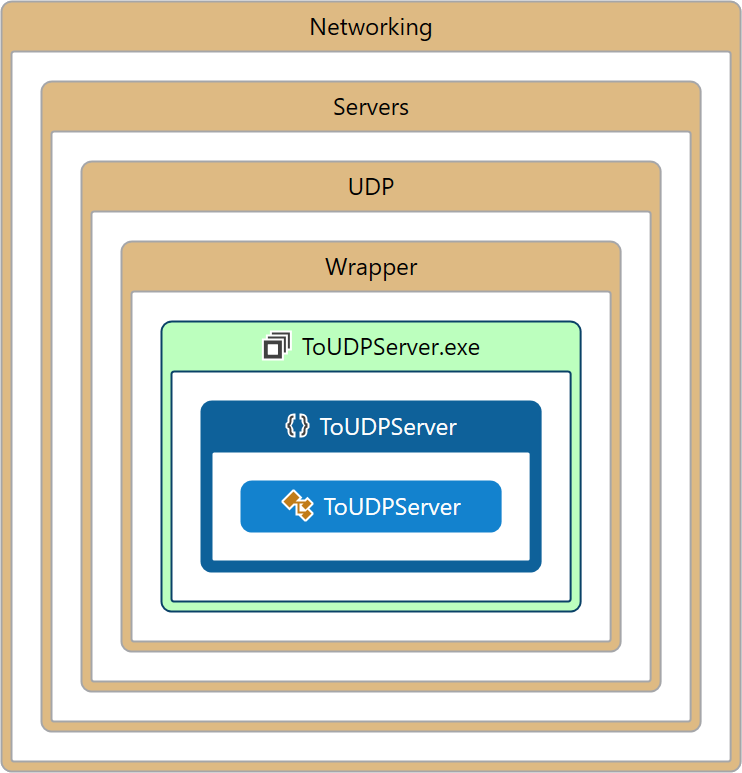 Networking
Servers
UDP
Wrapper
ToUDPServer.exe
ToUDPServer
ToUDPServer